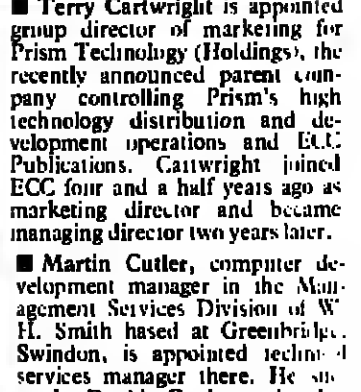 ■ Terry Cartwright is appointed
group director of marketing for
Prism Technology (Holdings), the
recently announced parent com-
pany controlling Prism's high
technology distribution and de-
velopment operations and ECC
Publications. Cartwright joined
ECC four and a half years ago as
marketing director and became
managing director two years later.
■ Martin Cutler, computer de-
velopment manager in the Man-
agement Services Division of W
H. Smith based at Greenbridge,
Swindon, is appointed technical
services manager there. He